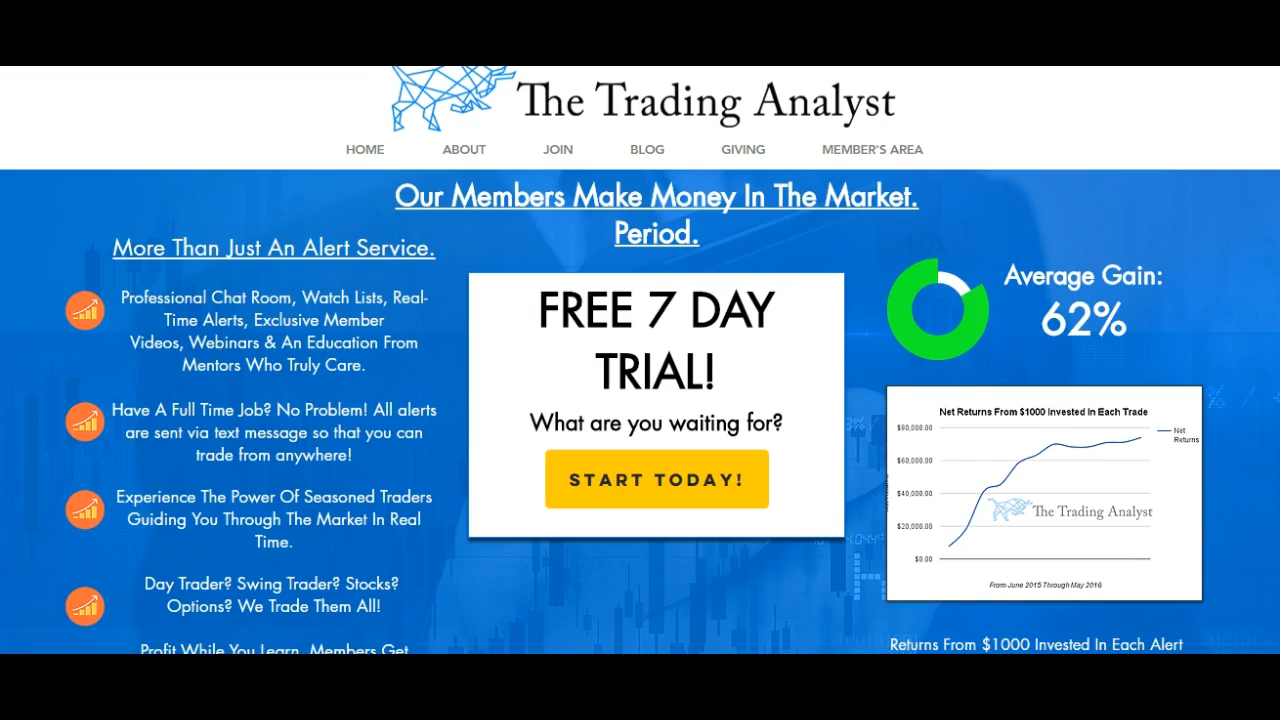 The Trading Analyst
HOME ABOUT JOIN BLOG GIVING MEMBER'S AREA
Our Members Make Money In The Market.
Period.
More Than Just An Alert Service.
Professional Chat Room, Watch Lists, Real-
Time Alerts, Exclusive Member
Videos, Webinars & An Education From
Mentors Who Truly Care.
Have A Full Time Job? No Problem! All alerts
are sent via text message so that you can
trade from anywhere!
Experience The Power Of Seasoned Traders
Guiding You Through The Market In Real
Time.
Day Trader? Swing Trader? Stocks?
Options? We Trade Them All!
Profit While You Learn. Members Get
FREE 7 DAY
TRIAL!
What are you waiting for?
START TODAY!
Average Gain:
62%
Net Returns From $1000 Invested In Each Trade
$80,000.00
$60,000.00
$40,000.00
$20,000.00
$0.00
Net
Returns
The Trading Analyst
From June 2015 Through May 2016
Returns From $1000 Invested In Each Alert